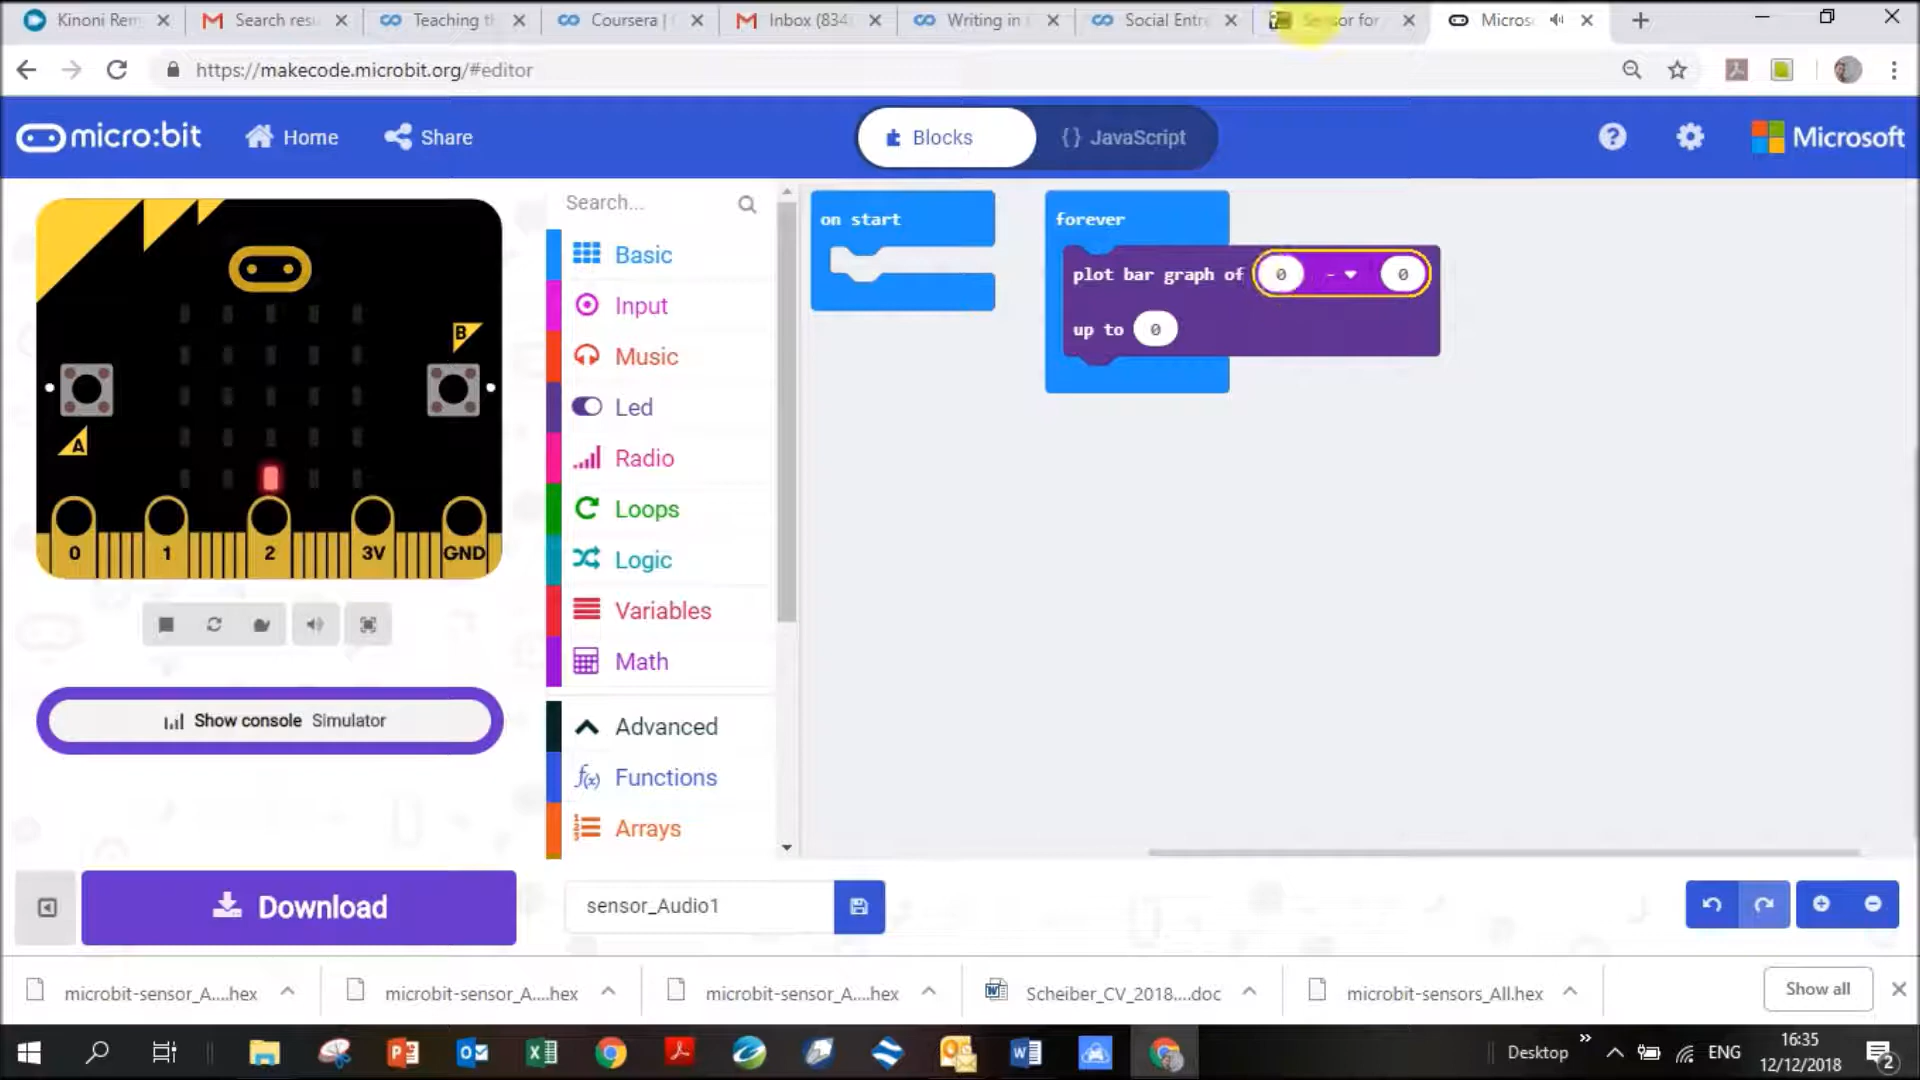 Kinoni Rem
Search resu
Teaching th
Coursera |
Inbox (834
Writing in
Social Entre
Sensor for
Micros
https://makecode.microbit.org/#editor
micro:bit
Home
Share
Blocks
{} JavaScript
Microsoft
Search...
Basic
Input
Music
Led
Radio
Loops
Logic
Variables
Math
Advanced
f(x) Functions
Arrays
on start
forever
plot bar graph of 0 - 0
up to 0
B
A
0 1 2 3V GND
Show console Simulator
Download
sensor_Audio1
microbit-sensor_A....hex
microbit-sensor_A....hex
microbit-sensor_A....hex
Scheiber_CV_2018....doc
microbit-sensors_All.hex
Show all
Desktop
ENG
16:35
12/12/2018
2